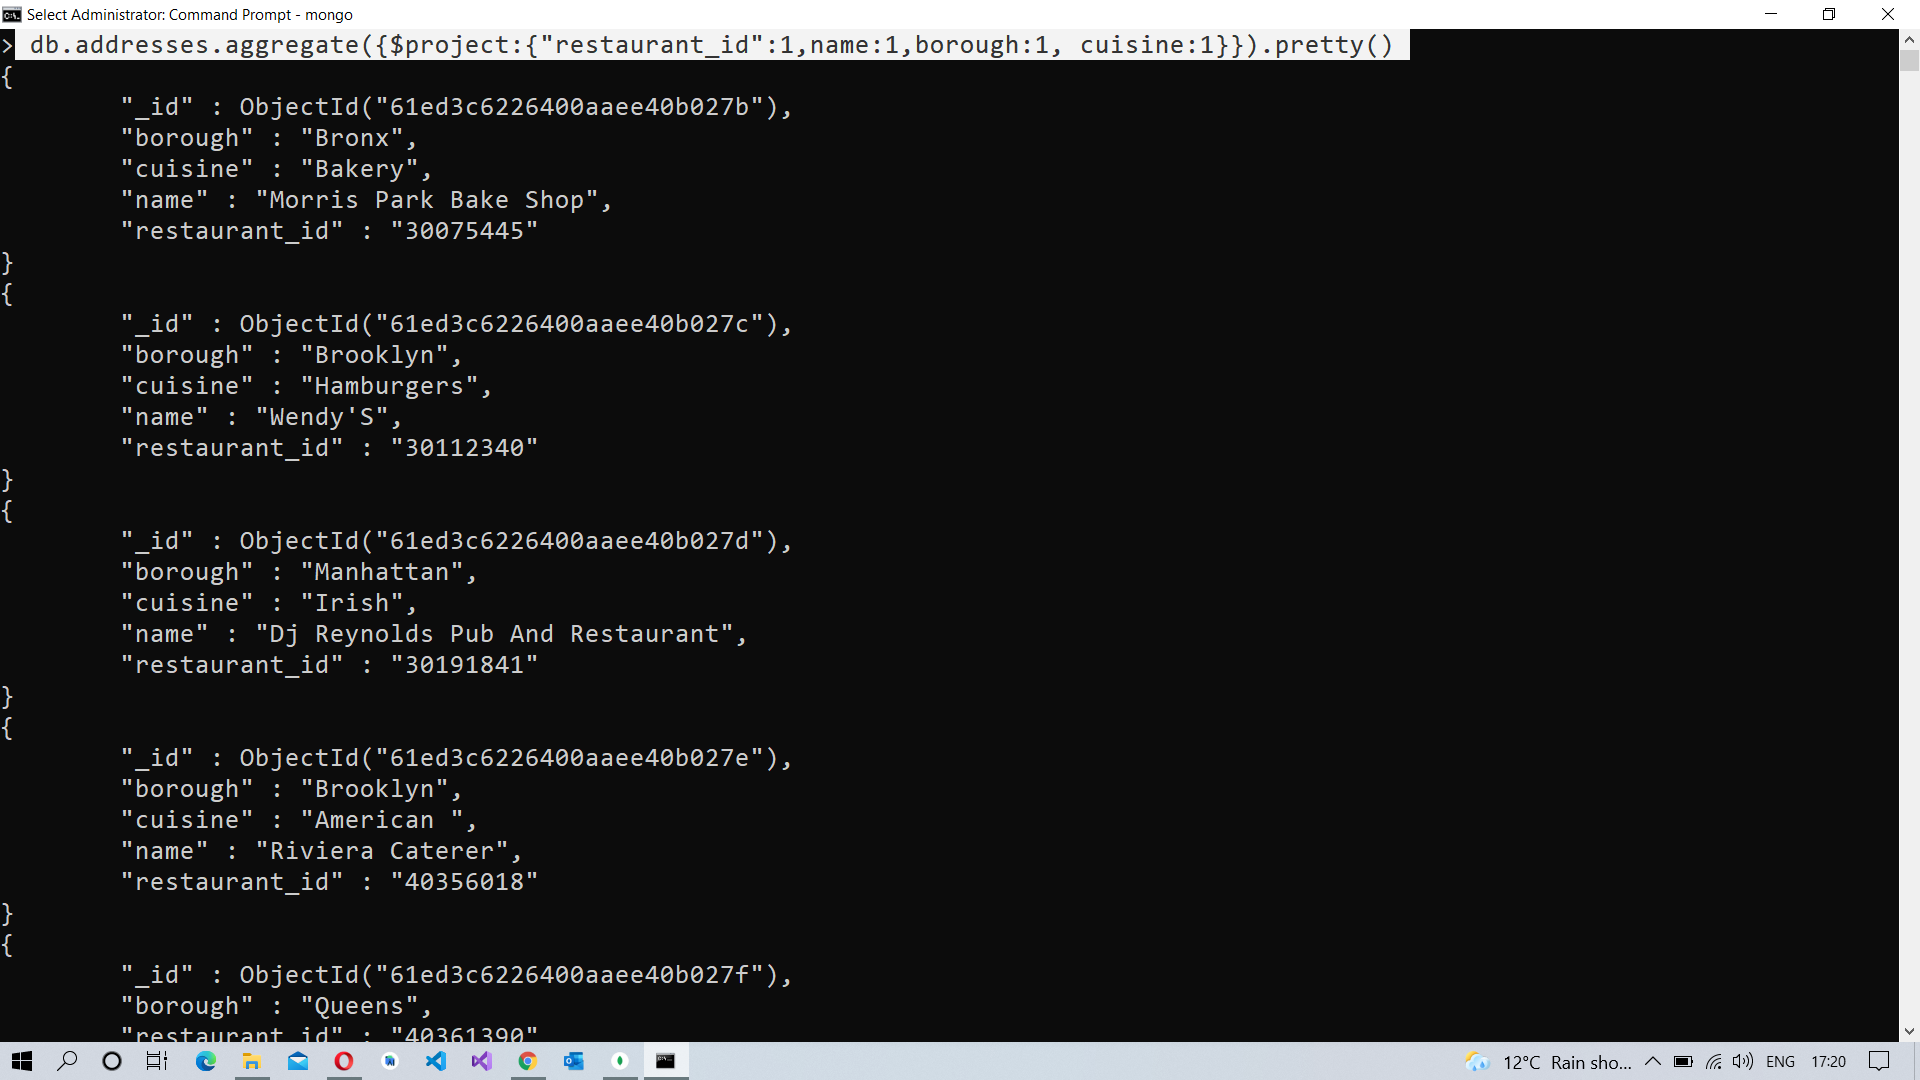 Select Administrator: Command Prompt - mongo
> db.addresses.aggregate({$project:{"restaurant_id":1,name:1,borough:1, cuisine:1}}).pretty()
{
"_id" : ObjectId("61ed3c6226400aaee40b027b"),
"borough" : "Bronx",
"cuisine" : "Bakery",
"name" : "Morris Park Bake Shop",
"restaurant_id" : "30075445"
}
{
"_id" : ObjectId("61ed3c6226400aaee40b027c"),
"borough" : "Brooklyn",
"cuisine" : "Hamburgers",
"name" : "Wendy'S",
"restaurant_id" : "30112340"
}
{
"_id" : ObjectId("61ed3c6226400aaee40b027d"),
"borough" : "Manhattan",
"cuisine" : "Irish",
"name" : "Dj Reynolds Pub And Restaurant",
"restaurant_id" : "30191841"
}
{
"_id" : ObjectId("61ed3c6226400aaee40b027e"),
"borough" : "Brooklyn",
"cuisine" : "American ",
"name" : "Riviera Caterer",
"restaurant_id" : "40356018"
}
{
"_id" : ObjectId("61ed3c6226400aaee40b027f"),
"borough" : "Queens",
"restaurant_id" : "40361390"
12°C Rain sho... ENG 17:20